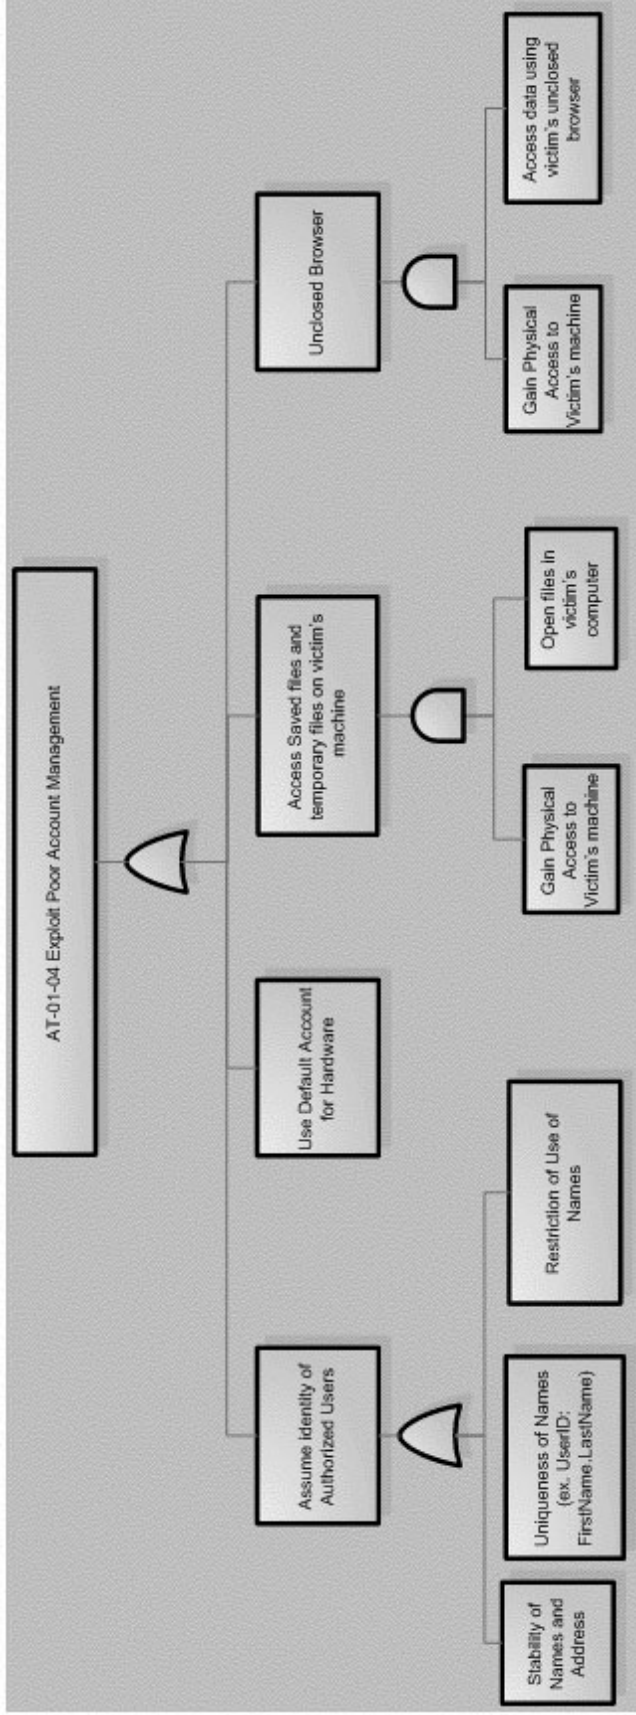 AT-01-04 Exploit Poor Account Management
Assume identity of
Authorized Users
Use Default Account
for Hardware
Access Saved files and
temporary files on victim's
machine
Unclosed Browser
Stability of
Names and
Address
Uniqueness of Names
(ex. UserID:
FirstName.LastName)
Restriction of Use of
Names
Gain Physical
Access to
Victim's machine
Open files in
victim's
computer
Gain Physical
Access to
Victim's machine
Access data using
victim's unclosed
browser